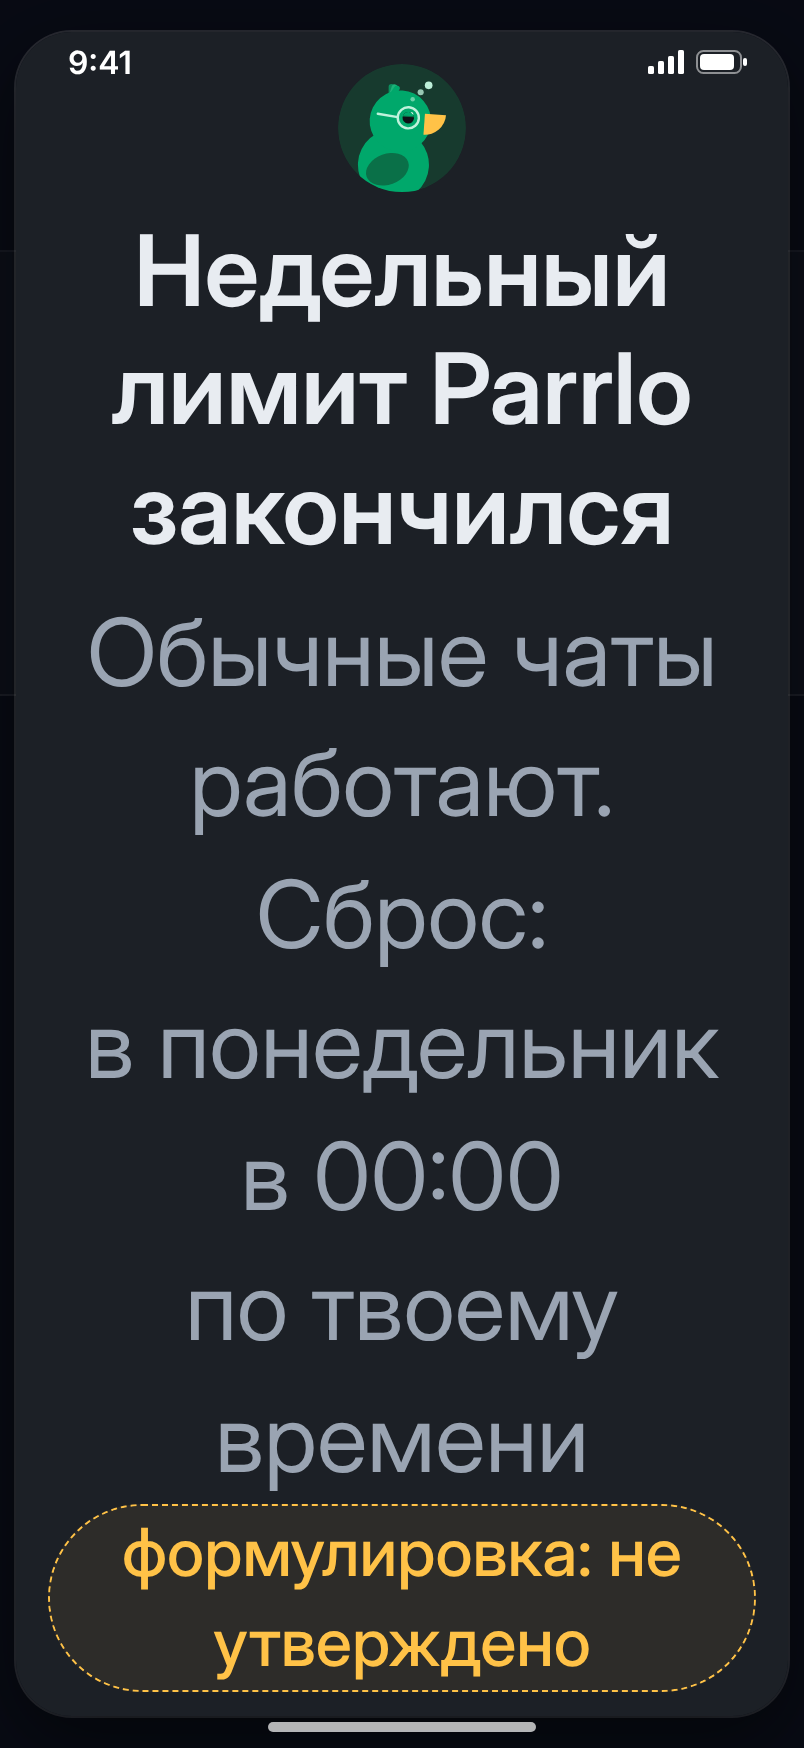 9:41
Недельный
лимит Parrlo
закончился
Обычные чаты
работают.
Сброс:
в понедельник
в 00:00
по твоему
времени
формулировка: не
утверждено